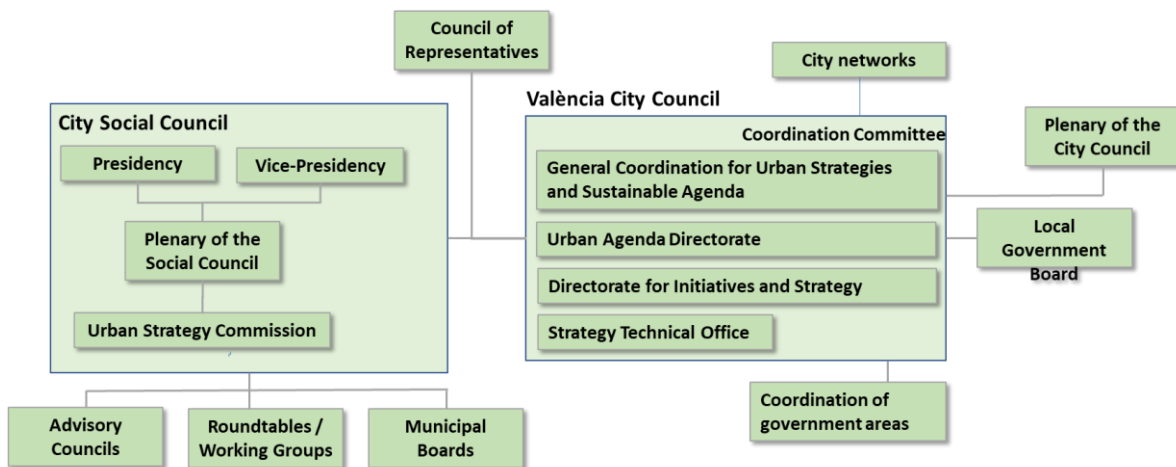 Council of
Representatives
City networks
València City Council
City Social Council
Coordination Committee
Plenary of the
City Council
Presidency
Vice-Presidency
General Coordination for Urban Strategies
and Sustainable Agenda
Plenary of the
Social Council
Urban Agenda Directorate
Local
Government
Board
Directorate for Initiatives and Strategy
Urban Strategy Commission
Strategy Technical Office
Advisory
Councils
Roundtables /
Working Groups
Municipal
Boards
Coordination of
government areas